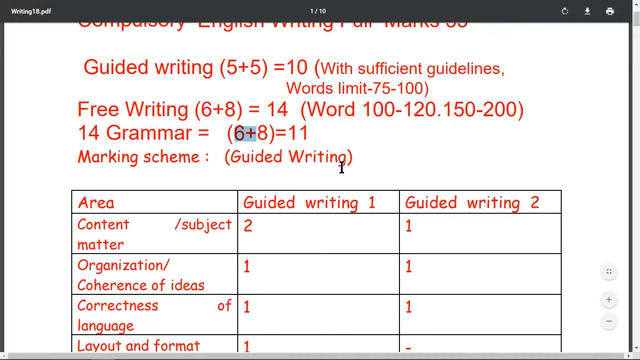 Writing18.pdf
1 / 10
Compulsory English Writing Full Marks 35
Guided writing (5+5) =10 (With sufficient guidelines,
Words limit-75-100)
Free Writing (6+8) = 14 (Word 100-120.150-200)
14 Grammar = (6+8)=11
Marking scheme : (Guided Writing)
Area Guided writing 1 Guided writing 2
Content /subject 2 1
matter
Organization/ 1 1
Coherence of ideas
Correctness of 1 1
language
Layout and format 1 -